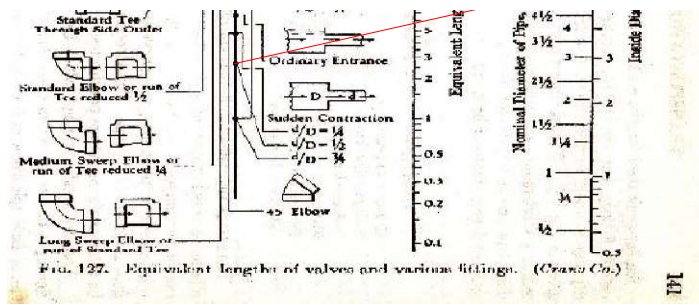 Standard Tee
Through Side Outlet
Standard Elbow or run of
Tee reduced ½
Medium Sweep Elbow or
run of Tee reduced ¼
Long Sweep Elbow or
run of Standard Tee
L
Ordinary Entrance
D d
Sudden Contraction
d/D – ¼
d/D – ½
d/D – ¾
45 Elbow
Equivalent
3
2
1
0.5
0.3
0.2
0.1
Nominal Diameter of Pipe,
4½
3½
3
2½
2
1½
1¼
1
¾
½
Inside
4
3
2
1
0.5
Fig. 127. Equivalent lengths of valves and various fittings. (Crane Co.)
141